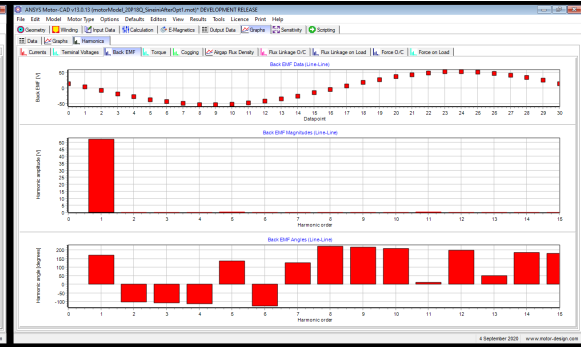 ANSYS Motor-CAD v13.0.13 (motorModel_20P18Q_SinesineAfterOpt1.mot)* DEVELOPMENT RELEASE
File Edit Model Motor Type Options Defaults Editors View Results Tools Licence Print Help
Geometry Winding Input Data Calculation E-Magnetics Output Data Graphs Sensitivity Scripting
Data Graphs Harmonics
Currents Terminal Voltages Back EMF Torque Cogging Airgap Flux Density Flux Linkage O/C Flux Linkage on Load Force O/C Force on Load
Back EMF Data (Line-Line)
Back EMF [V]
50
0
-50
0 1 2 3 4 5 6 7 8 9 10 11 12 13 14 15 16 17 18 19 20 21 22 23 24 25 26 27 28 29 30
Datapoint
Back EMF Magnitudes (Line-Line)
Harmonic amplitude [V]
50
45
40
35
30
25
20
15
10
5
0
0 1 2 3 4 5 6 7 8 9 10 11 12 13 14 15
Harmonic order
Back EMF Angles (Line-Line)
Harmonic angle [degrees]
200
150
100
50
0
-50
-100
0 1 2 3 4 5 6 7 8 9 10 11 12 13 14 15
Harmonic order
4 September 2020 www.motor-design.com